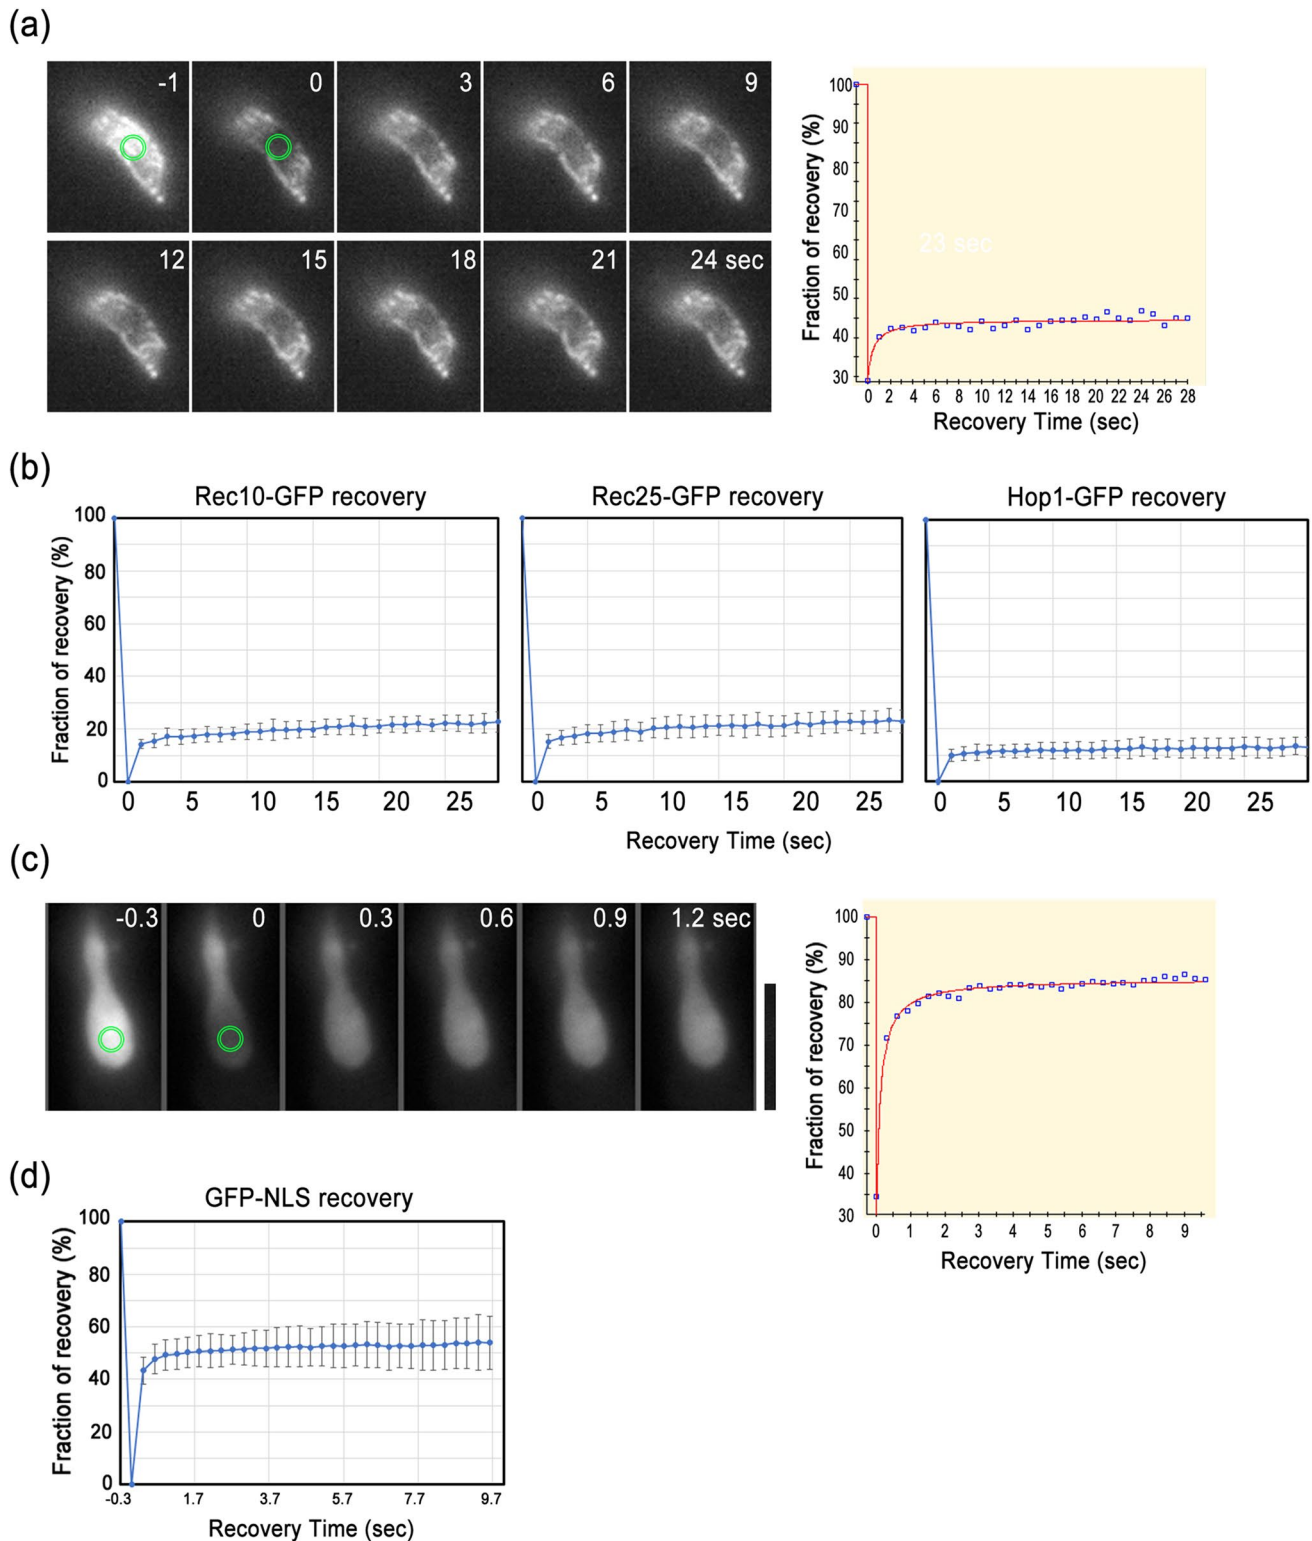 (a)
-1 0 3 6 9
12 15 18 21 24 sec
Fraction of recovery (%)
100
90
80
70
60
50
40
30
23 sec
0 2 4 6 8 10 12 14 16 18 20 22 24 26 28
Recovery Time (sec)
(b)
Rec10-GFP recovery
Rec25-GFP recovery
Hop1-GFP recovery
Fraction of recovery (%)
100
80
60
40
20
0
0 5 10 15 20 25
0 5 10 15 20 25
0 5 10 15 20 25
Recovery Time (sec)
(c)
-0.3 0 0.3 0.6 0.9 1.2 sec
Fraction of recovery (%)
100
90
80
70
60
50
40
30
0 1 2 3 4 5 6 7 8 9
Recovery Time (sec)
(d)
GFP-NLS recovery
Fraction of recovery (%)
100
80
60
40
20
0
-0.3 1.7 3.7 5.7 7.7 9.7
Recovery Time (sec)